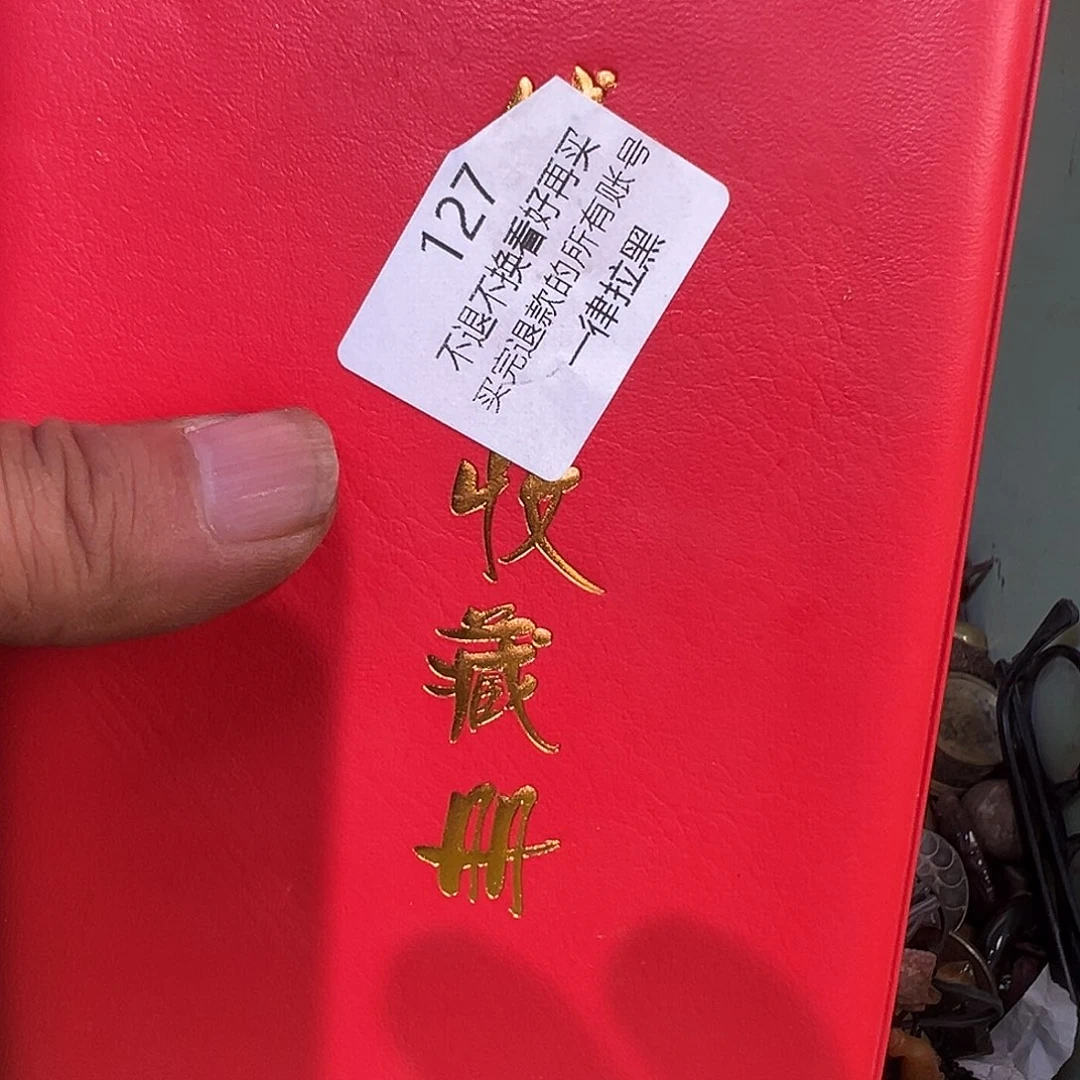 127
不退不换看好再买
买完退款的所有账号
一律拉黑
收
藏
册